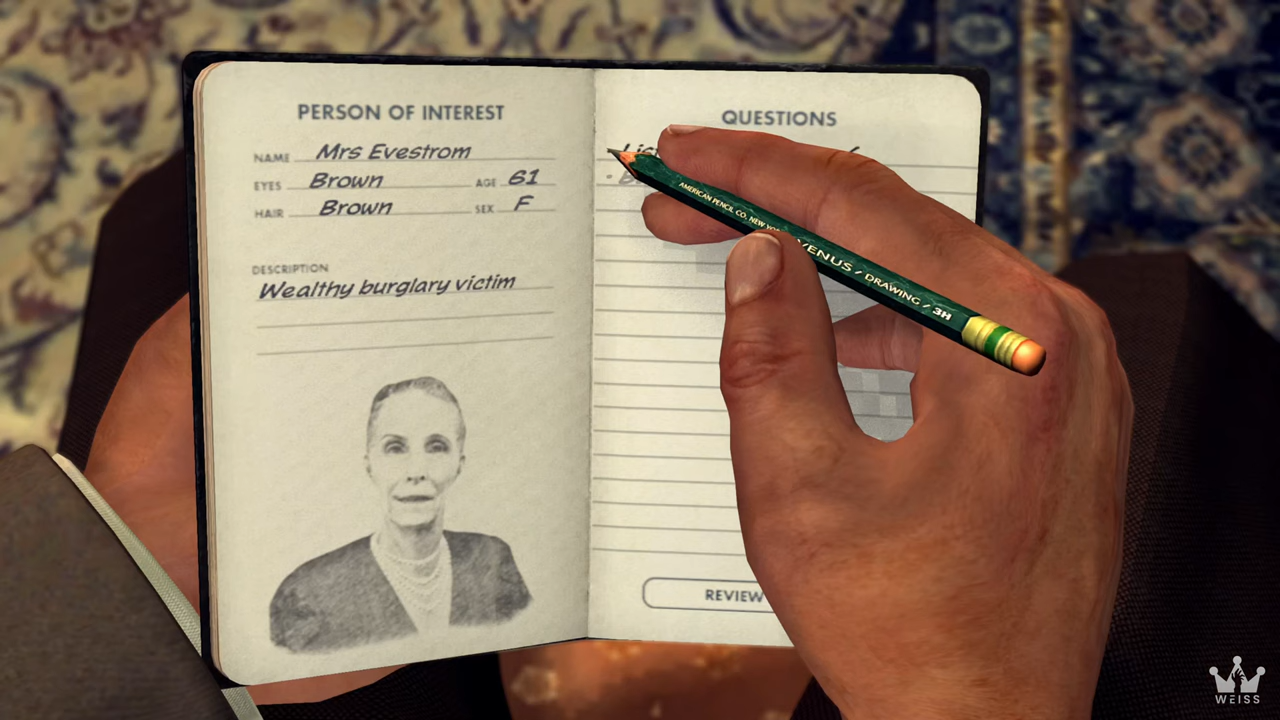 PERSON OF INTEREST
NAME Mrs Evestrom
EYES Brown AGE 61
HAIR Brown SEX F
DESCRIPTION
Wealthy burglary victim
QUESTIONS
AMERICAN PENCIL CO. NEW YORK VENUS / DRAWING / 3H
REVIEW
WEISS